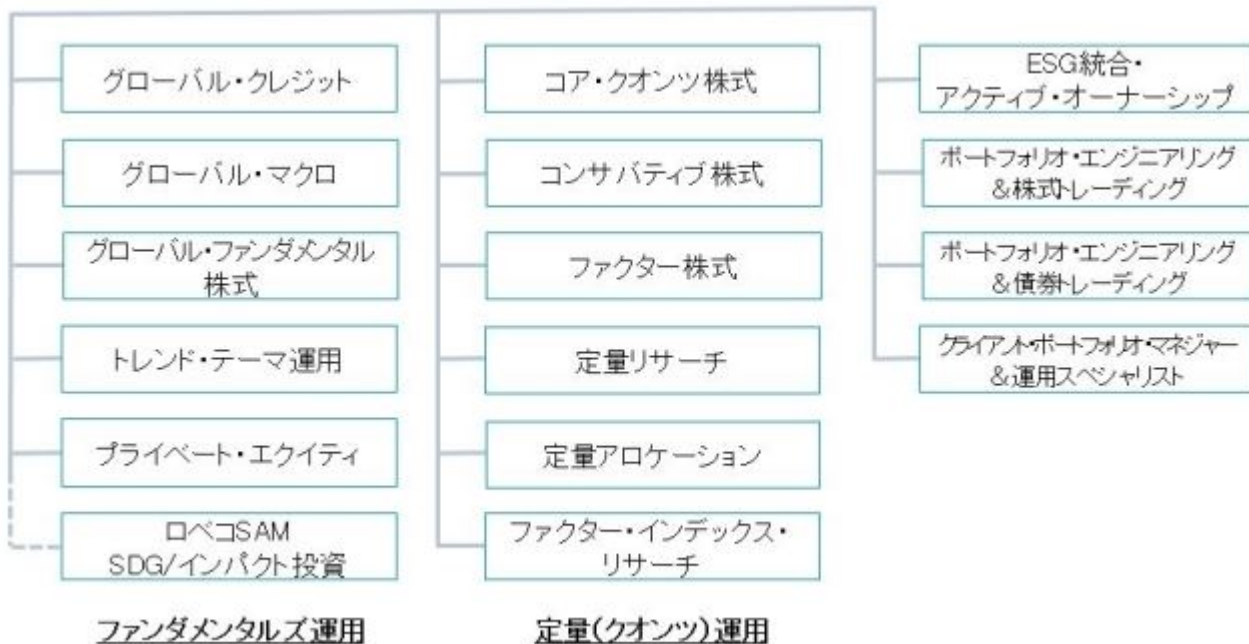 グローバル・クレジット
グローバル・マクロ
グローバル・ファンダメンタル
株式
トレンド・テーマ運用
プライベート・エクイティ
ロベコSAM
SDG/インパクト投資
ファンダメンタルズ運用
コア・クオンツ株式
コンサバティブ株式
ファクター株式
定量リサーチ
定量アロケーション
ファクター・インデックス・
リサーチ
定量(クオンツ)運用
ESG統合・
アクティブ・オーナーシップ
ポートフォリオ・エンジニアリング
&株式トレーディング
ポートフォリオ・エンジニアリング
&債券トレーディング
クライアント・ポートフォリオ・マネジャー
&運用スペシャリスト